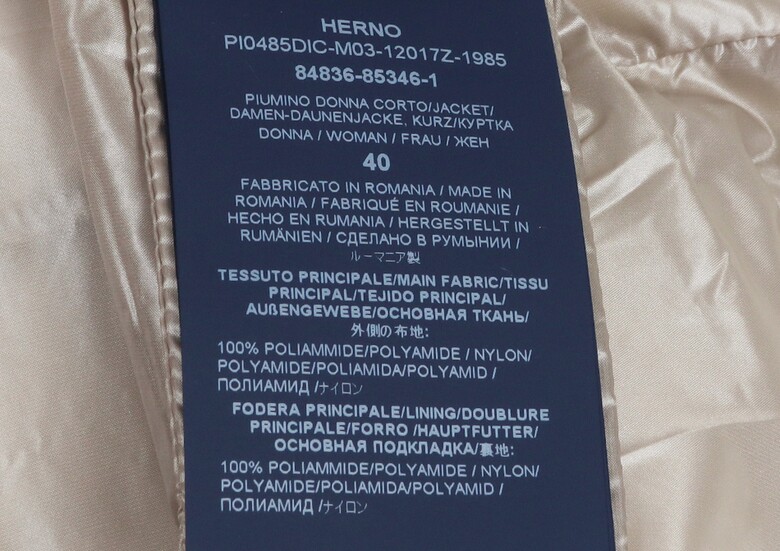 HERNO
PI0485DIC-M03-12017Z-1985
84836-85346-1
PIUMINO DONNA CORTO/JACKET/
DAMEN-DAUNENJACKE, KURZ/КУРТКА
DONNA / WOMAN / FRAU / ЖЕН
40
FABBRICATO IN ROMANIA / MADE IN
ROMANIA / FABRIQUÉ EN ROUMANIE /
HECHO EN RUMANIA / HERGESTELLT IN
RUMÄNIEN / СДЕЛАНО В РУМЫНИИ /
ルーマニア製
TESSUTO PRINCIPALE/MAIN FABRIC/TISSU
PRINCIPAL/TEJIDO PRINCIPAL/
AUßENGEWEBE/ОСНОВНАЯ ТКАНЬ/
外側の布地:
100% POLIAMMIDE/POLYAMIDE / NYLON/
POLYAMIDE/POLIAMIDA/POLYAMID /
ПОЛИАМИД /ナイロン
FODERA PRINCIPALE/LINING/DOUBLURE
PRINCIPALE/FORRO /HAUPTFUTTER/
ОСНОВНАЯ ПОДКЛАДКА/裏地:
100% POLIAMMIDE/POLYAMIDE / NYLON/
POLYAMIDE/POLIAMIDA/POLYAMID /
ПОЛИАМИД /ナイロン